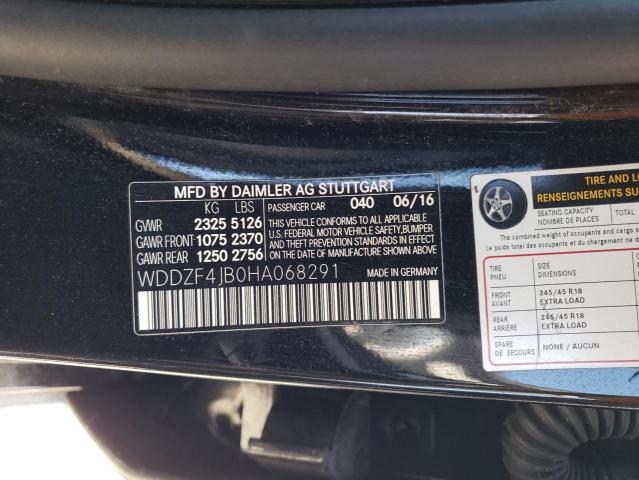 MFD BY DAIMLER AG STUTTGART
KG LBS PASSENGER CAR 040 06/16
GVWR 2325 5126
GAWR FRONT 1075 2370
GAWR REAR 1250 2756
THIS VEHICLE CONFORMS TO ALL APPLICABLE
U.S. FEDERAL MOTOR VEHICLE SAFETY,BUMPER
AND THEFT PREVENTION STANDARDS IN EFFECT
ON THE DATE OF MANUFACTURE SHOWN ABOVE
WDDZF4JB0HA068291 MADE IN GERMANY
TIRE AND
RENSEIGNEMENTS
SEATING CAPACITY TOTAL
NOMBRE DE PLACES
The combined weight of occupants and cargo
Le poids total des occupants et du chargement
TIRE SIZE
PNEU DIMENSIONS
FRONT 245/45 R18
AVANT EXTRA LOAD
REAR 245/45 R18
ARRIÈRE EXTRA LOAD
SPARE NONE / AUCUN
DE SECOURS